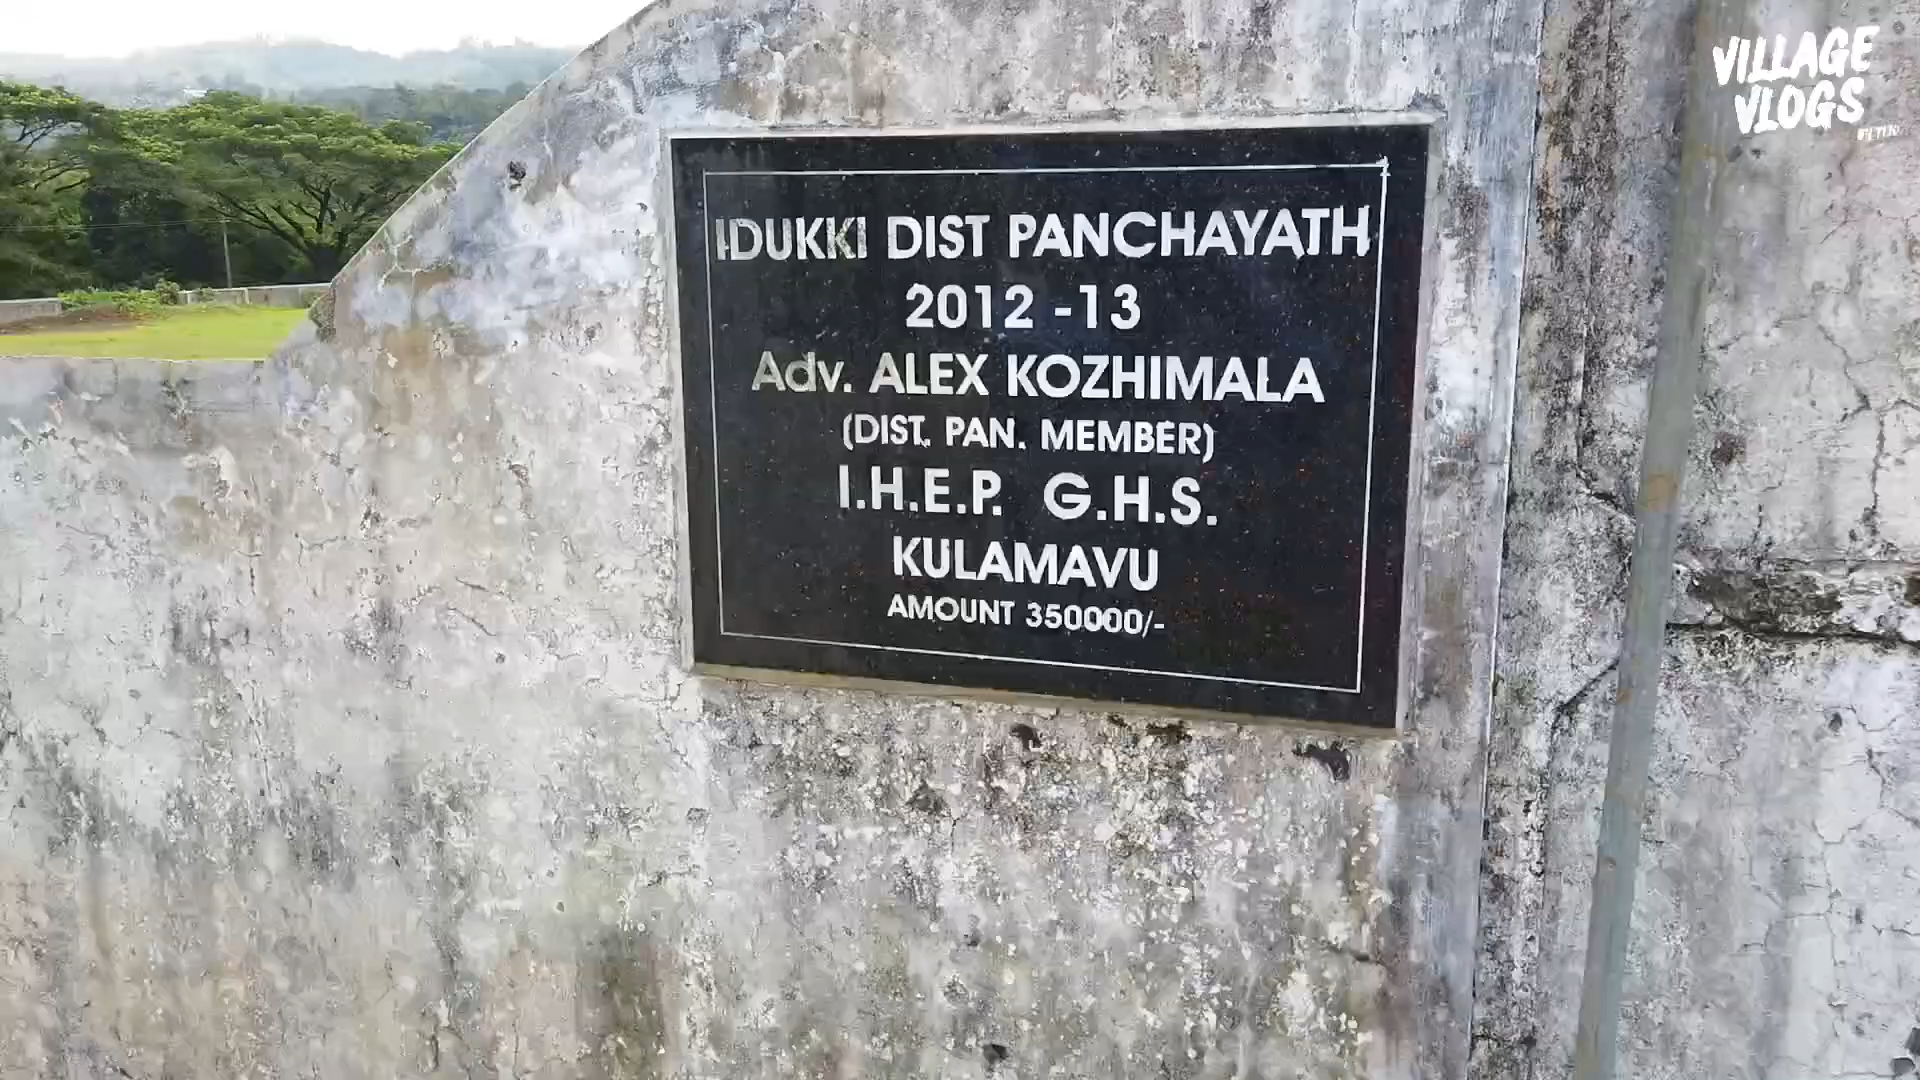 VILLAGE
VLOGS
IDUKKI DIST PANCHAYATH
2012 -13
Adv. ALEX KOZHIMALA
(DIST. PAN. MEMBER)
I.H.E.P. G.H.S.
KULAMAVU
AMOUNT 350000/-